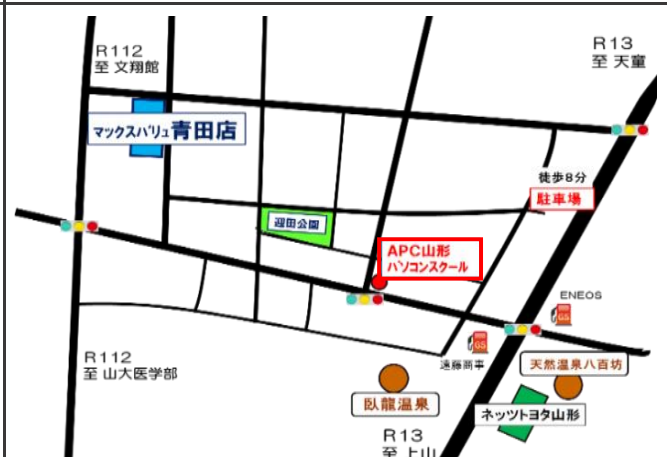 R112
至 文翔館
R13
至 天童
マックスバリュ青田店
徒歩8分
駐車場
迎田公園
APC山形
パソコンスクール
ENEOS
GS
GS
遠藤商事
天然温泉八百坊
R112
至 山大医学部
臥龍温泉
ネッツトヨタ山形
R13
至 上山